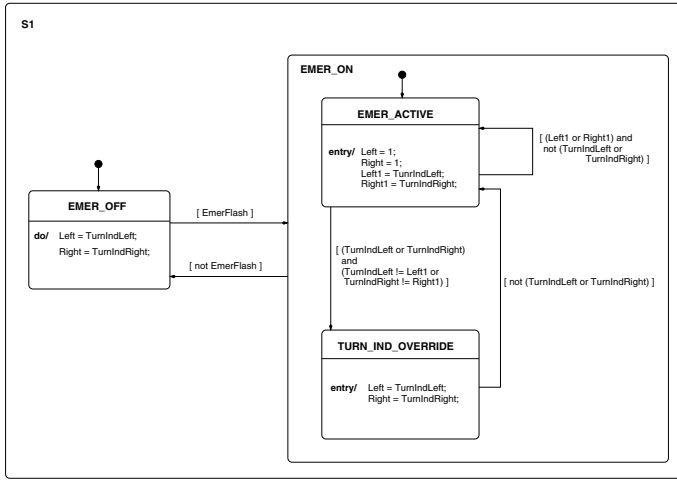 S1
EMER_ON
EMER_ACTIVE
entry/ Left = 1;
Right = 1;
Left1 = TunrIndLeft;
Right1 = TurnIndRight;
[ (Left1 or Right1) and
not (TurnIndLeft or
TurnIndRight) ]
EMER_OFF
do/ Left = TurnIndLeft;
Right = TurnIndRight;
[ EmerFlash ]
[ not EmerFlash ]
[ (TurnIndLeft or TurnIndRight)
and
(TurnIndLeft != Left1 or
TurnIndRight != Right1) ]
[ not (TurnIndLeft or TurnIndRight) ]
TURN_IND_OVERRIDE
entry/ Left = TurnIndLeft;
Right = TurnIndRight;